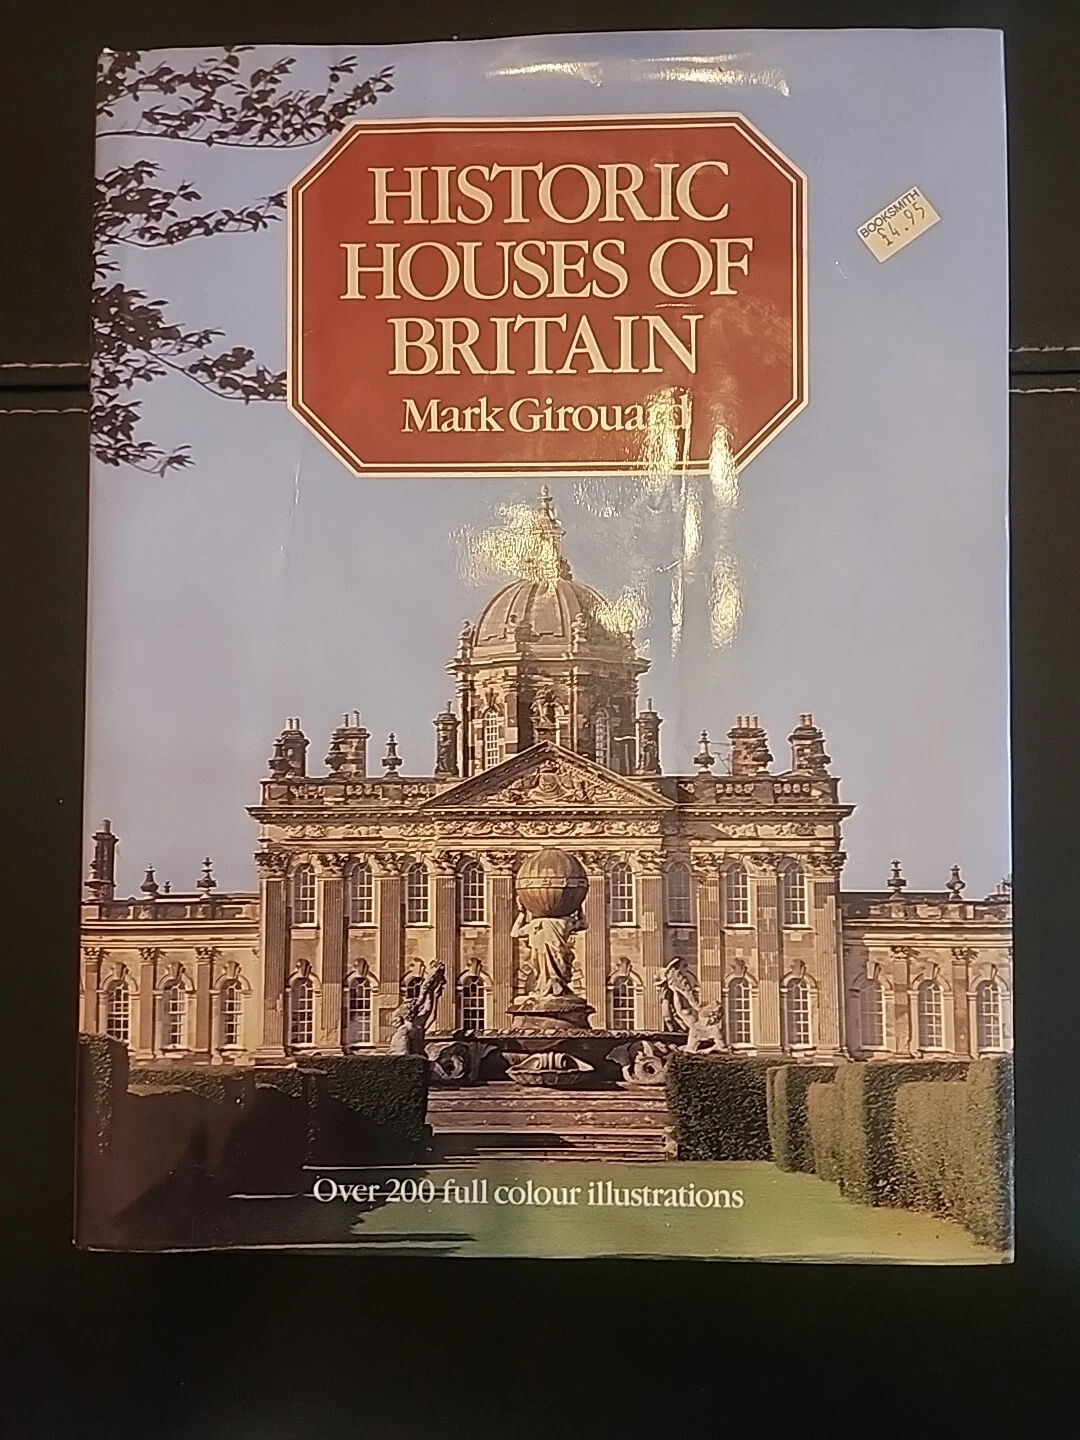 HISTORIC
HOUSES OF
BRITAIN
Mark Girouard
BOOKSMITH
£4.95
Over 200 full colour illustrations